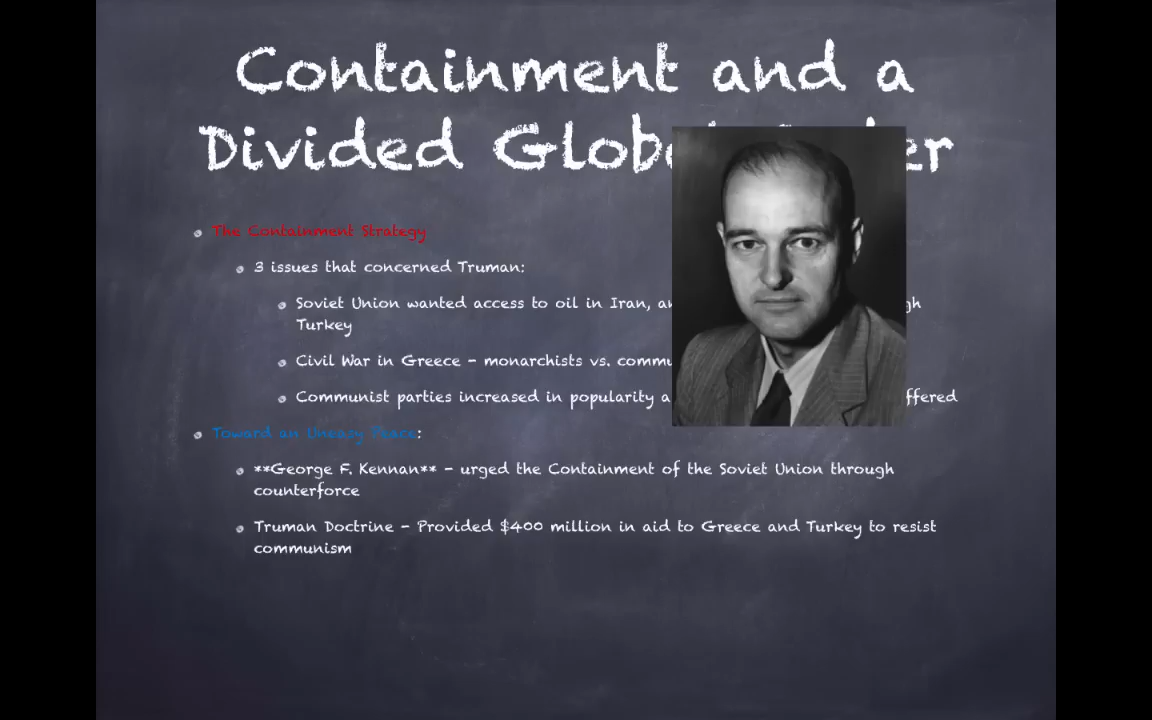 Containment and a
Divided Glob er
The Containment Strategy
3 issues that concerned Truman:
Soviet Union wanted access to oil in Iran, gh
Turkey
Civil War in Greece - monarchists vs. commu
Communist parties increased in popularity a ffered
Toward an Uneasy Peace:
**George F. Kennan** - urged the Containment of the Soviet Union through
counterforce
Truman Doctrine - Provided $400 million in aid to Greece and Turkey to resist
communism